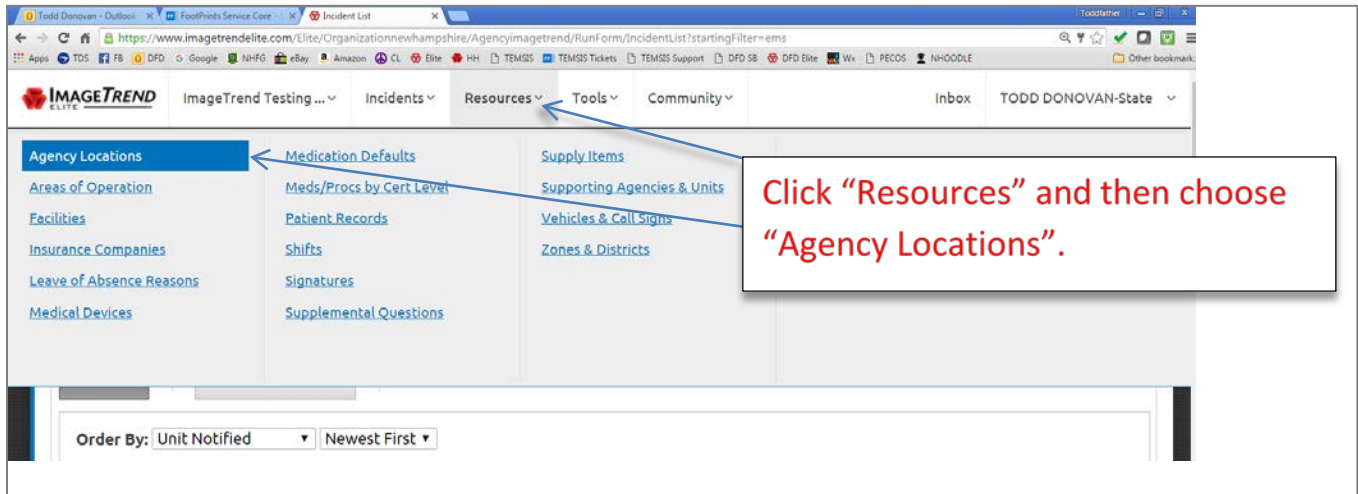 Todd Donovan - Outlook
FootPrints Service Core -
Incident List
Toddfather
https://www.imagetrendelite.com/Elite/Organizationnewhampshire/Agencyimagetrend/RunForm/IncidentList?startingFilter=ems
Apps TDS FB DFD Google NHFG eBay Amazon CL Elite HH TEMSIS TEMSIS Tickets TEMSIS Support DFD SB DFD Elite Wx PECOS NHOODLE Other bookmark
IMAGETREND
ELITE
ImageTrend Testing ... Incidents Resources Tools Community Inbox TODD DONOVAN-State
Agency Locations Medication Defaults Supply Items
Areas of Operation Meds/Procs by Cert Level Supporting Agencies & Units
Facilities Patient Records Vehicles & Call Signs
Insurance Companies Shifts Zones & Districts
Leave of Absence Reasons Signatures
Medical Devices Supplemental Questions
Click “Resources” and then choose
“Agency Locations”.
Order By: Unit Notified Newest First